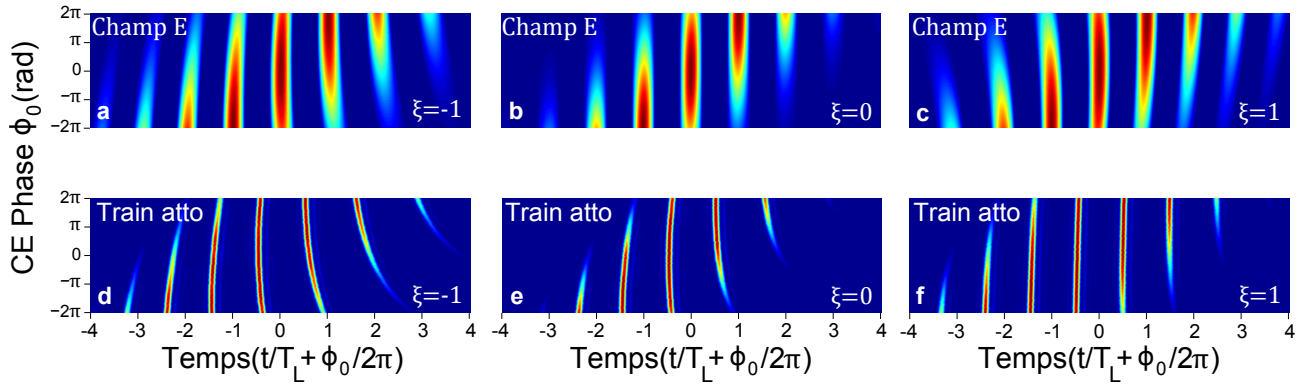 CE Phase ϕ₀(rad)
2π
π
0
-π
-2π
Champ E
a
ξ=-1
Champ E
b
ξ=0
Champ E
c
ξ=1
2π
π
0
-π
-2π
Train atto
d
ξ=-1
Train atto
e
ξ=0
Train atto
f
ξ=1
-4 -3 -2 -1 0 1 2 3 4
-4 -3 -2 -1 0 1 2 3 4
-4 -3 -2 -1 0 1 2 3 4
Temps(t/T_L+ϕ₀/2π)
Temps(t/T_L+ϕ₀/2π)
Temps(t/T_L+ϕ₀/2π)